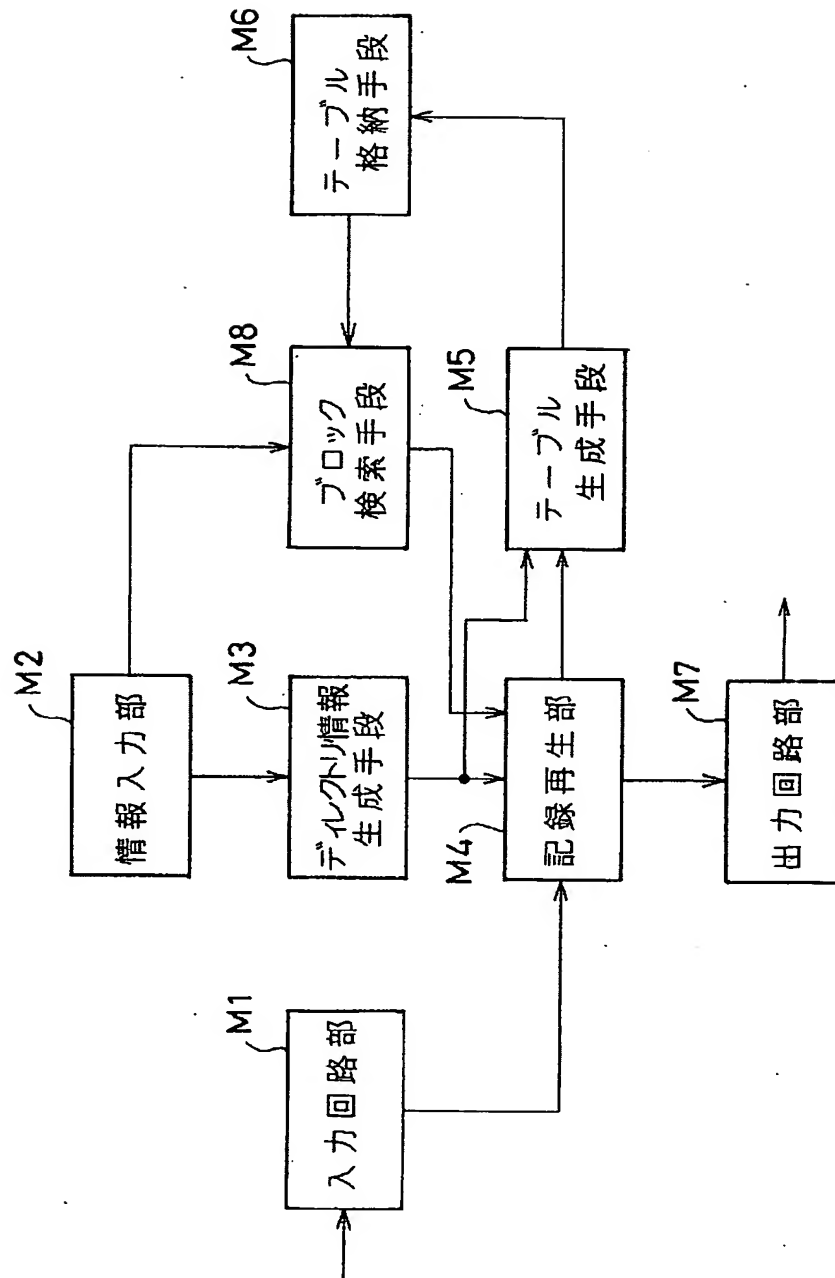 M1
入力回路部
M2
情報入力部
M3
ディレクトリ情報
生成手段
M4
記録再生部
M7
出力回路部
M8
ブロック
検索手段
M5
テーブル
生成手段
M6
テーブル
格納手段